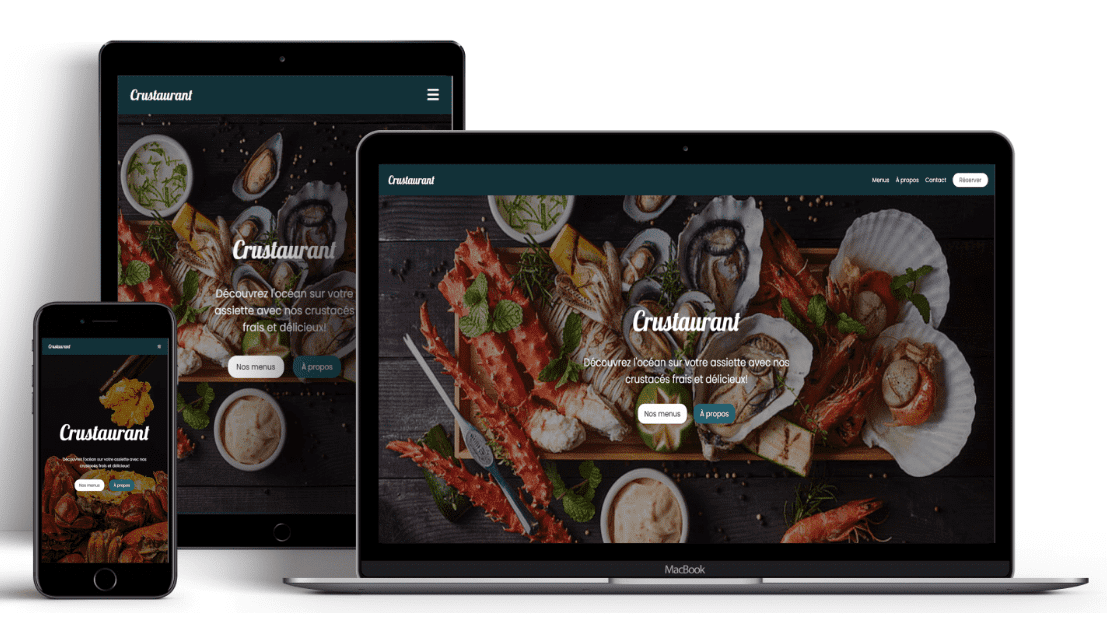 Crustaurant
Crustaurant
Découvrez l'océan sur votre
assiette avec nos crustacés
frais et délicieux!
Nos menus
À propos
Crustaurant
Menus
À propos
Contact
Réserver
Crustaurant
Découvrez l'océan sur votre assiette avec nos
crustacés frais et délicieux!
Nos menus
À propos
MacBook
Crustaurant
Crustaurant
Découvrez l'océan sur votre assiette avec nos
crustacés frais et délicieux!
Nos menus
À propos